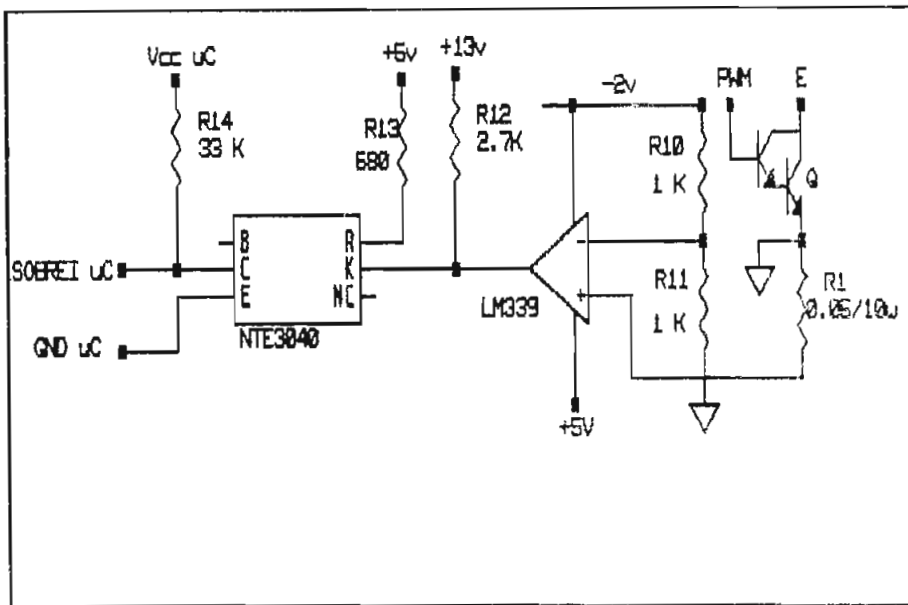 Vcc uC
R14
33 K
+5v
R13
680
+13v
R12
2.7K
-2v
R10
1 K
PWM
E
Q
B
C
E
R
K
NC
NTE3040
SOBREI uC
GND uC
LM339
-
+
+5V
R11
1 K
R1
0.05/10w